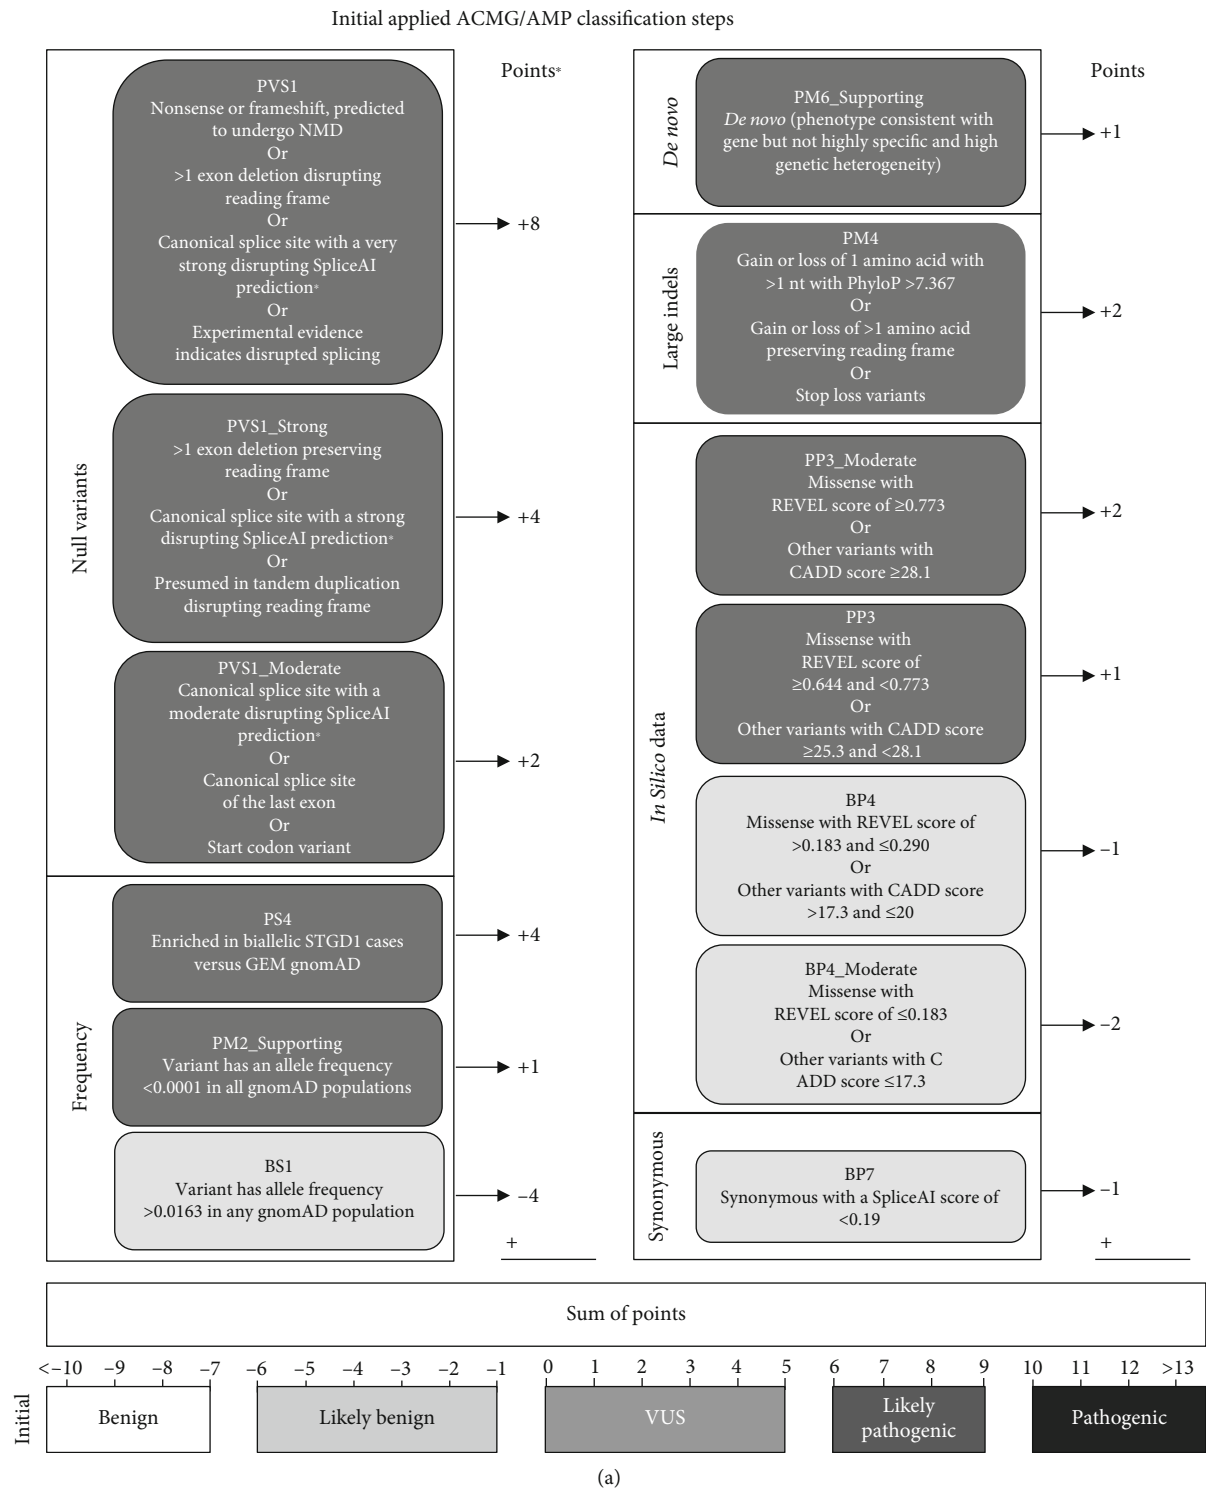 Initial applied ACMG/AMP classification steps
Points*
Null variants
PVS1
Nonsense or frameshift, predicted
to undergo NMD
Or
>1 exon deletion disrupting
reading frame
Or
Canonical splice site with a very
strong disrupting SpliceAI
prediction*
Or
Experimental evidence
indicates disrupted splicing
+8
PVS1_Strong
>1 exon deletion preserving
reading frame
Or
Canonical splice site with a strong
disrupting SpliceAI prediction*
Or
Presumed in tandem duplication
disrupting reading frame
+4
PVS1_Moderate
Canonical splice site with a
moderate disrupting SpliceAI
prediction*
Or
Canonical splice site
of the last exon
Or
Start codon variant
+2
Frequency
PS4
Enriched in biallelic STGD1 cases
versus GEM gnomAD
+4
PM2_Supporting
Variant has an allele frequency
<0.0001 in all gnomAD populations
+1
BS1
Variant has allele frequency
>0.0163 in any gnomAD population
–4
+
Points
De novo
PM6_Supporting
De novo (phenotype consistent with
gene but not highly specific and high
genetic heterogeneity)
+1
Large indels
PM4
Gain or loss of 1 amino acid with
>1 nt with PhyloP >7.367
Or
Gain or loss of >1 amino acid
preserving reading frame
Or
Stop loss variants
+2
In Silico data
PP3_Moderate
Missense with
REVEL score of ≥0.773
Or
Other variants with
CADD score ≥28.1
+2
PP3
Missense with
REVEL score of
≥0.644 and <0.773
Or
Other variants with CADD score
≥25.3 and <28.1
+1
BP4
Missense with REVEL score of
>0.183 and ≤0.290
Or
Other variants with CADD score
>17.3 and ≤20
–1
BP4_Moderate
Missense with
REVEL score of ≤0.183
Or
Other variants with C
ADD score ≤17.3
–2
Synonymous
BP7
Synonymous with a SpliceAI score of
<0.19
–1
+
Sum of points
<–10 –9 –8 –7 –6 –5 –4 –3 –2 –1 0 1 2 3 4 5 6 7 8 9 10 11 12 >13
Initial
Benign
Likely benign
VUS
Likely
pathogenic
Pathogenic
(a)